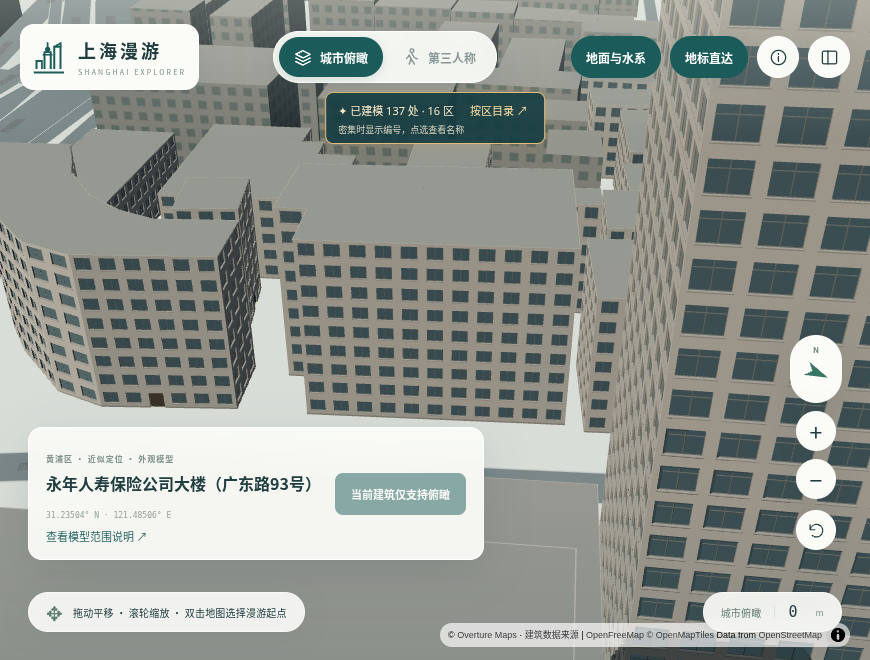 上海漫游
SHANGHAI EXPLORER
城市俯瞰
第三人称
地面与水系
地标直达
✦ 已建模 137 处 · 16 区 按区目录 ↗
密集时显示编号，点选查看名称
N
黄浦区 · 近似定位 · 外观模型
永年人寿保险公司大楼（广东路93号）
当前建筑仅支持俯瞰
31.23504° N · 121.48506° E
查看模型范围说明 ↗
拖动平移 · 滚轮缩放 · 双击地图选择漫游起点
城市俯瞰 0 m
© Overture Maps · 建筑数据来源 | OpenFreeMap © OpenMapTiles Data from OpenStreetMap